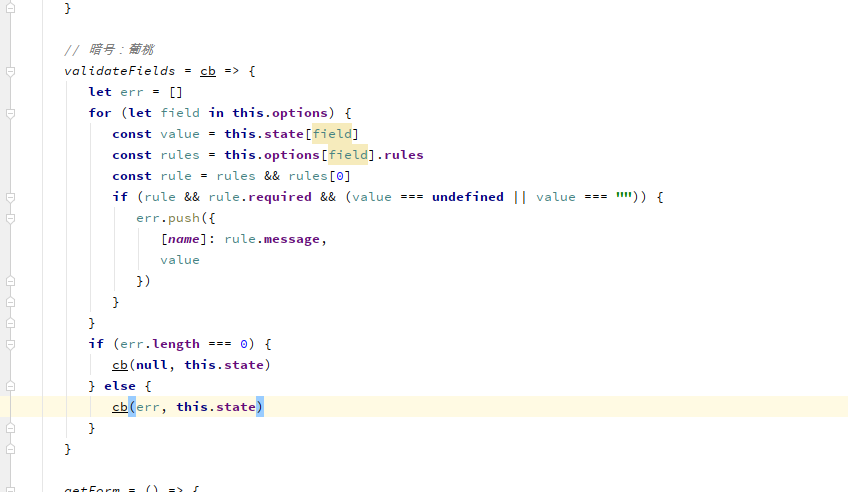 }
// 暗号：葡桃
validateFields = cb => {
let err = []
for (let field in this.options) {
const value = this.state[field]
const rules = this.options[field].rules
const rule = rules && rules[0]
if (rule && rule.required && (value === undefined || value === "")) {
err.push({
[name]: rule.message,
value
})
}
}
if (err.length === 0) {
cb(null, this.state)
} else {
cb(err, this.state)
}
}
getForm = () => {